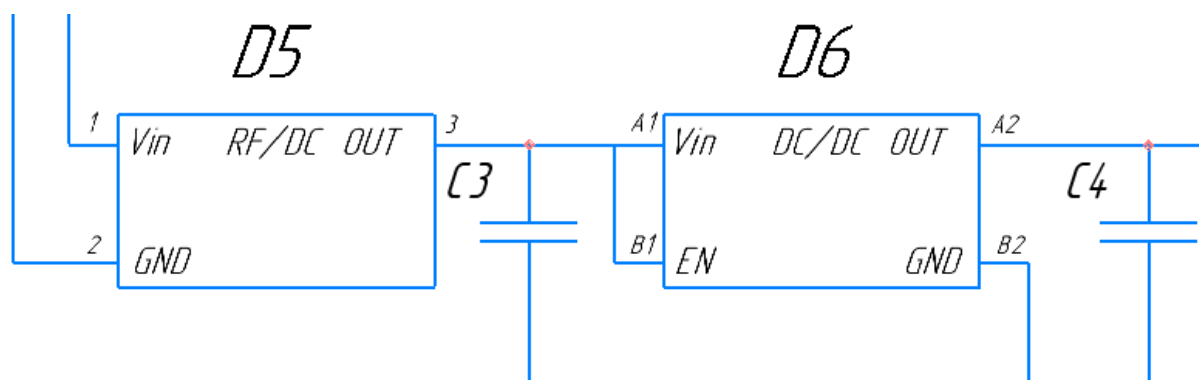 D5 D6
1 Vin RF/DC OUT 3 A1 Vin DC/DC OUT A2
C3 C4
2 GND B1 EN GND B2